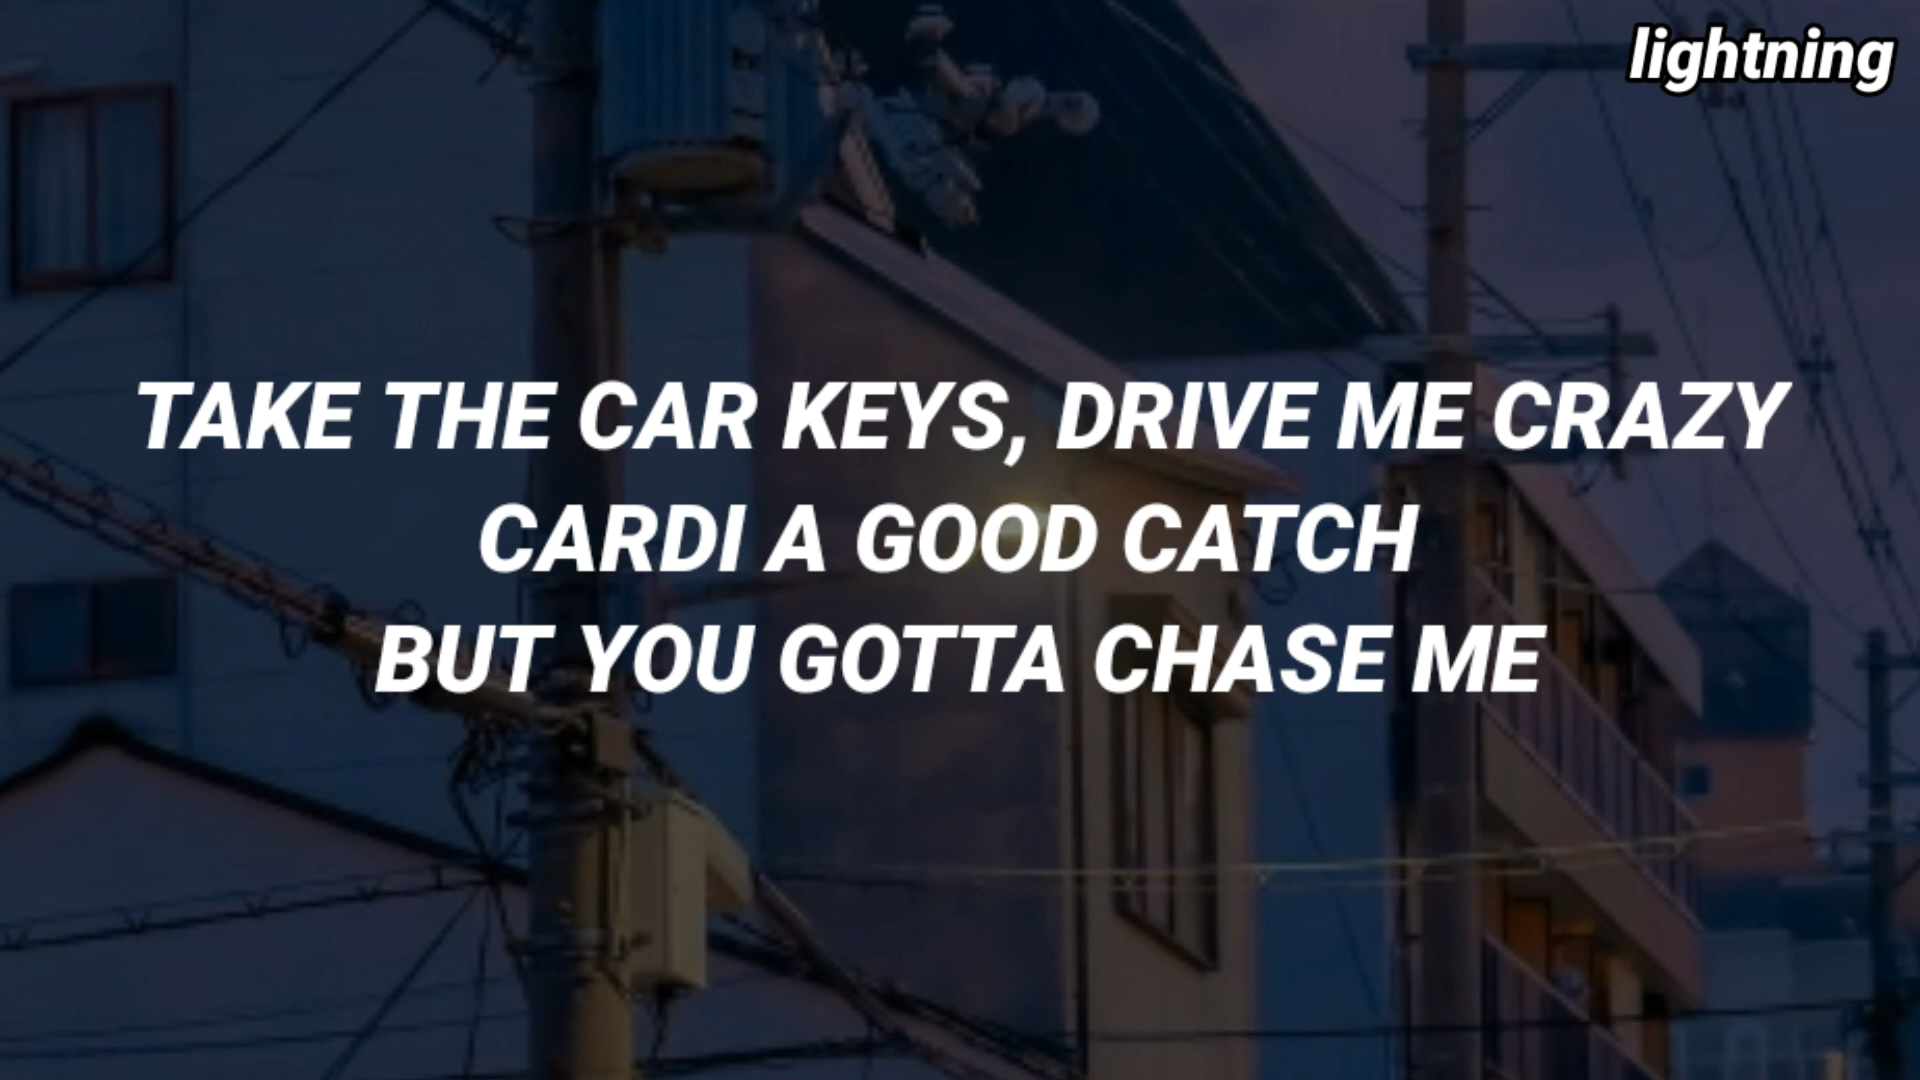 lightning
TAKE THE CAR KEYS, DRIVE ME CRAZY
CARDI A GOOD CATCH
BUT YOU GOTTA CHASE ME